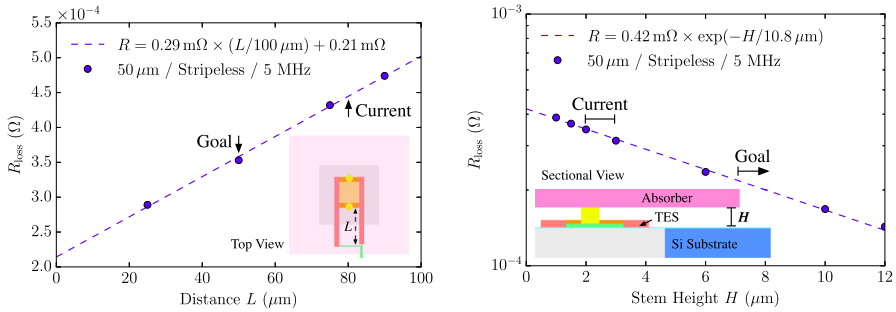 ×10⁻⁴
5.5
5.0
4.5
4.0
3.5
3.0
2.5
2.0
R_loss (Ω)
R = 0.29 mΩ × (L/100 μm) + 0.21 mΩ
50 μm / Stripeless / 5 MHz
Current
Goal
L
Top View
0 20 40 60 80 100
Distance L (μm)
10⁻³
10⁻⁴
R_loss (Ω)
R = 0.42 mΩ × exp(−H/10.8 μm)
50 μm / Stripeless / 5 MHz
Current
Goal
Sectional View
Absorber
TES
H
Si Substrate
0 2 4 6 8 10 12
Stem Height H (μm)